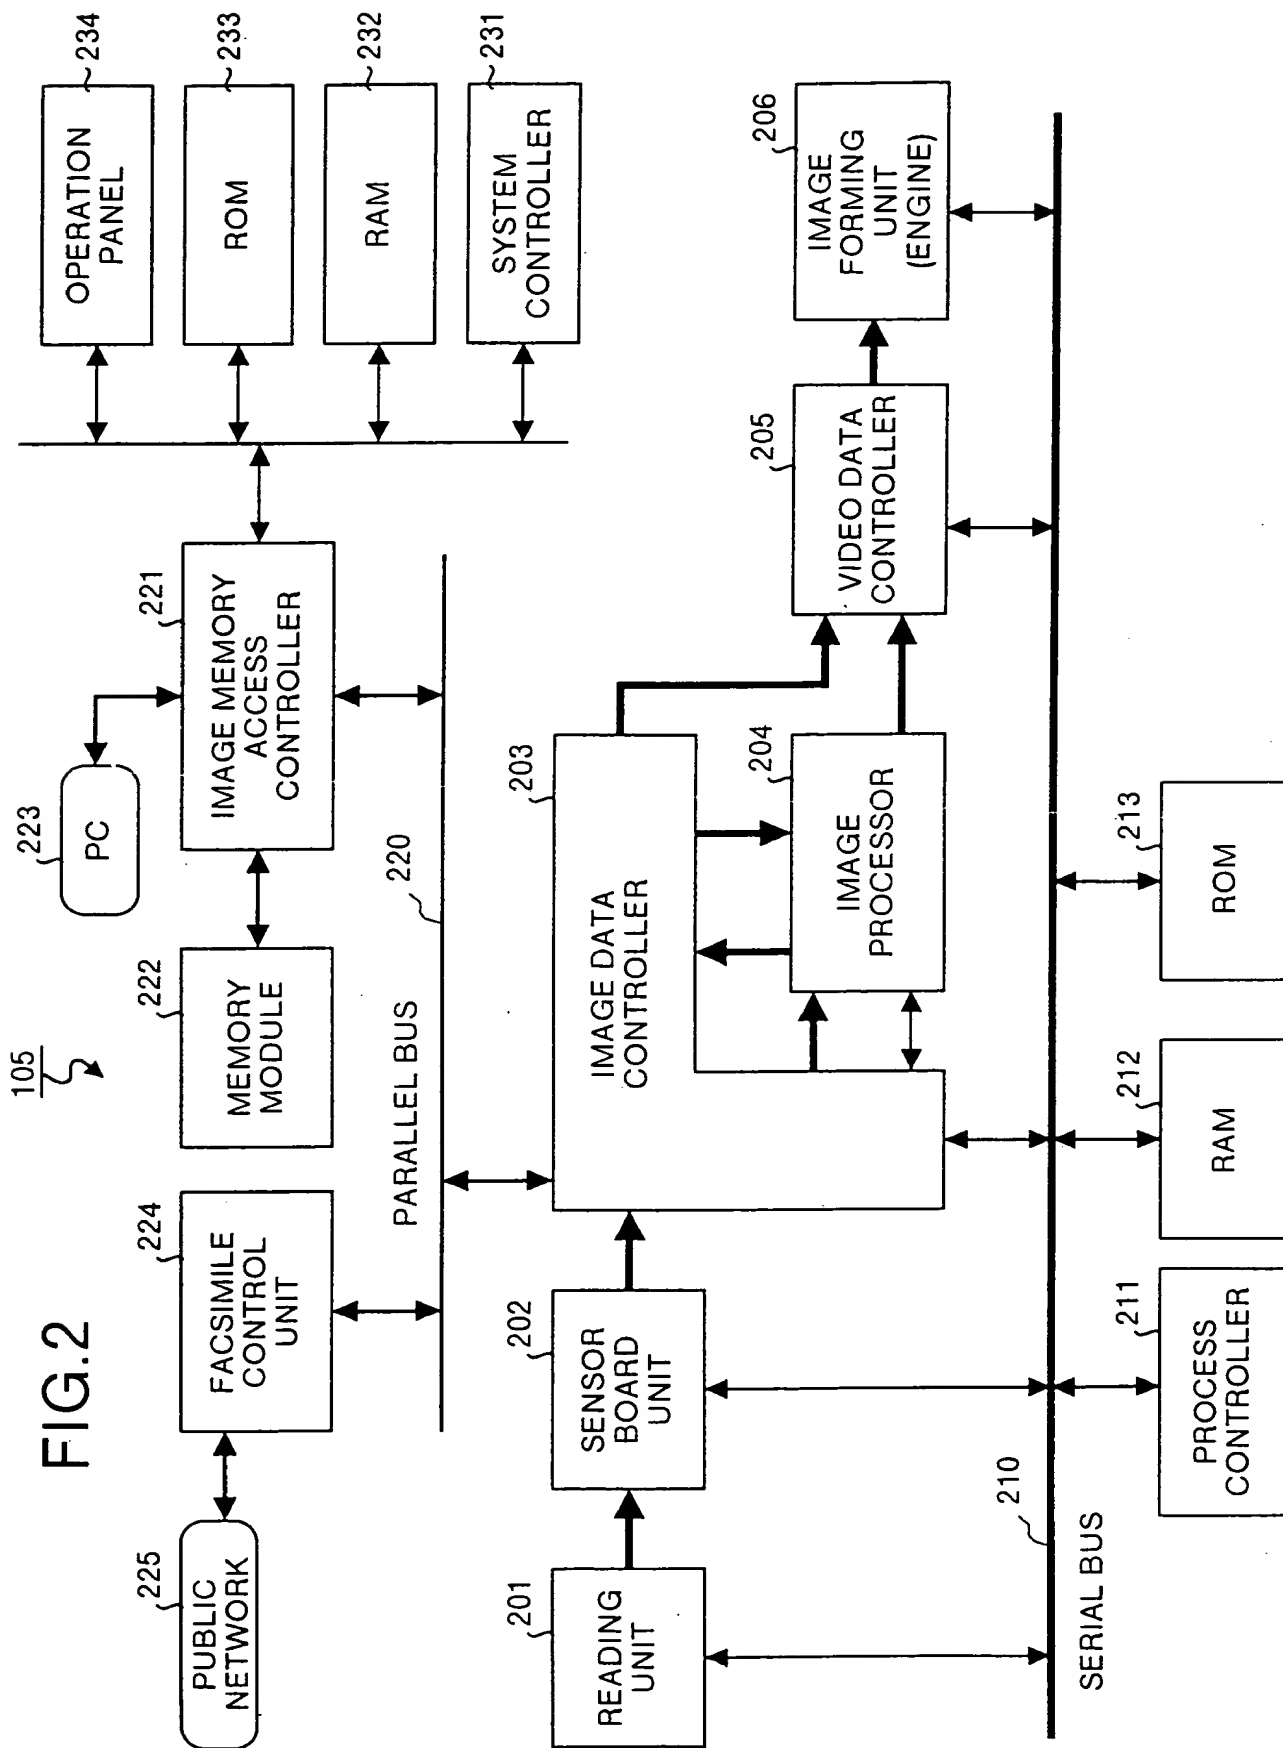 FIG.2
105
225
PUBLIC
NETWORK
224
FACSIMILE
CONTROL
UNIT
222
MEMORY
MODULE
223
PC
221
IMAGE MEMORY
ACCESS
CONTROLLER
OPERATION
PANEL
234
ROM
233
RAM
232
SYSTEM
CONTROLLER
231
PARALLEL BUS
220
201
READING
UNIT
202
SENSOR
BOARD
UNIT
203
IMAGE DATA
CONTROLLER
204
IMAGE
PROCESSOR
205
VIDEO DATA
CONTROLLER
206
IMAGE
FORMING
UNIT
(ENGINE)
SERIAL BUS
210
211
PROCESS
CONTROLLER
212
RAM
213
ROM